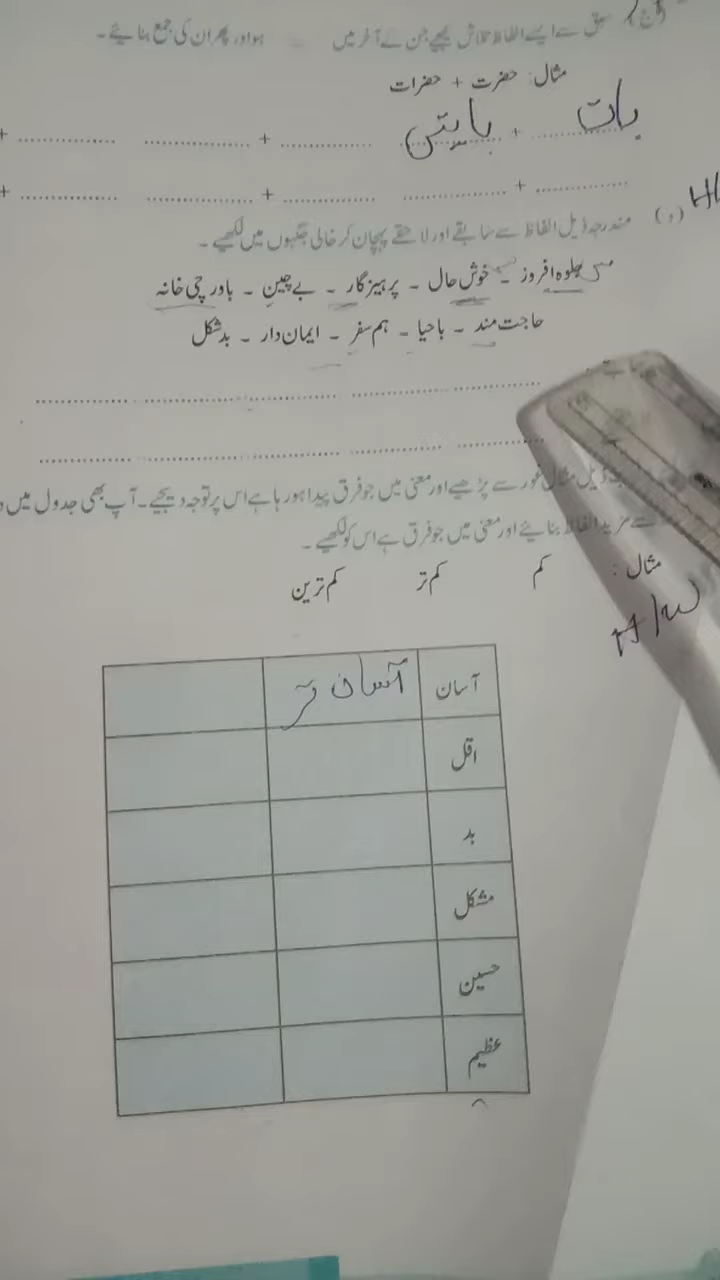 (ج) سبق سے ایسے الفاظ تلاش کیجیے جن کے آخر میں ہو اور پھر ان کی جمع بنائیے۔
مثال: حضرت + حضرات
بات + باتیں
+ ............ + ............ +
(د) مندرجہ ذیل الفاظ سے سابقے اور لاحقے پہچان کر خالی جگہوں میں لکھیے۔
جلوہ افروز ۔ خوش حال ۔ پرہیزگار ۔ بے چین ۔ باورچی خانہ
حاجت مند ۔ باحیا ۔ ہم سفر ۔ ایمان دار ۔ بد شکل
ذیل مثال غور سے پڑھیے اور معنی میں جو فرق پیدا ہو رہا ہے اس پر توجہ دیجیے۔ آپ بھی جدول میں
سے مزید الفاظ بنائیے اور معنی میں جو فرق ہے اس کو لکھیے۔
مثال : کم کم تر کم ترین
H/W
آسان آسان تر
اقل
بد
مشکل
حسین
عظیم